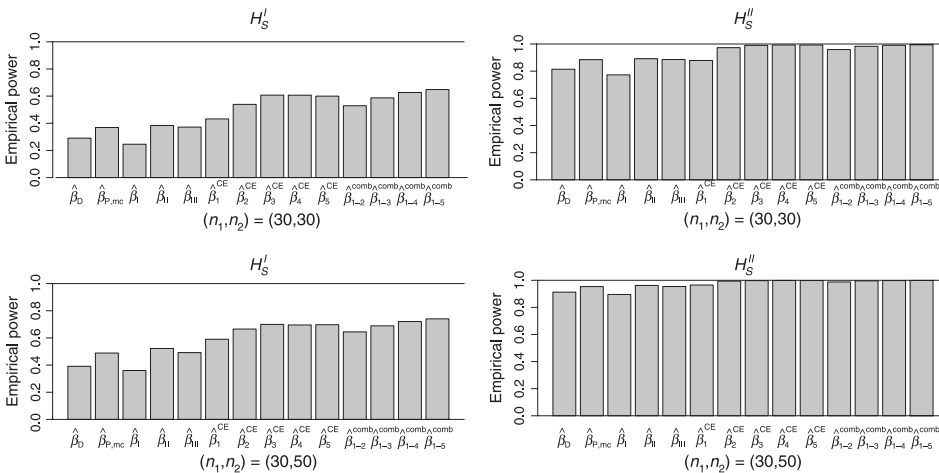 H_S^I
Empirical power
0.0 0.2 0.4 0.6 0.8 1.0
β̂_D β̂_P,mc β̂_I β̂_II β̂_III β̂_1^CE β̂_2^CE β̂_3^CE β̂_4^CE β̂_5^CE β̂_1–2^comb β̂_1–3^comb β̂_1–4^comb β̂_1–5^comb
(n_1,n_2) = (30,30)
H_S^II
Empirical power
0.0 0.2 0.4 0.6 0.8 1.0
β̂_D β̂_P,mc β̂_I β̂_II β̂_III β̂_1^CE β̂_2^CE β̂_3^CE β̂_4^CE β̂_5^CE β̂_1–2^comb β̂_1–3^comb β̂_1–4^comb β̂_1–5^comb
(n_1,n_2) = (30,30)
H_S^I
Empirical power
0.0 0.2 0.4 0.6 0.8 1.0
β̂_D β̂_P,mc β̂_I β̂_II β̂_III β̂_1^CE β̂_2^CE β̂_3^CE β̂_4^CE β̂_5^CE β̂_1–2^comb β̂_1–3^comb β̂_1–4^comb β̂_1–5^comb
(n_1,n_2) = (30,50)
H_S^II
Empirical power
0.0 0.2 0.4 0.6 0.8 1.0
β̂_D β̂_P,mc β̂_I β̂_II β̂_III β̂_1^CE β̂_2^CE β̂_3^CE β̂_4^CE β̂_5^CE β̂_1–2^comb β̂_1–3^comb β̂_1–4^comb β̂_1–5^comb
(n_1,n_2) = (30,50)